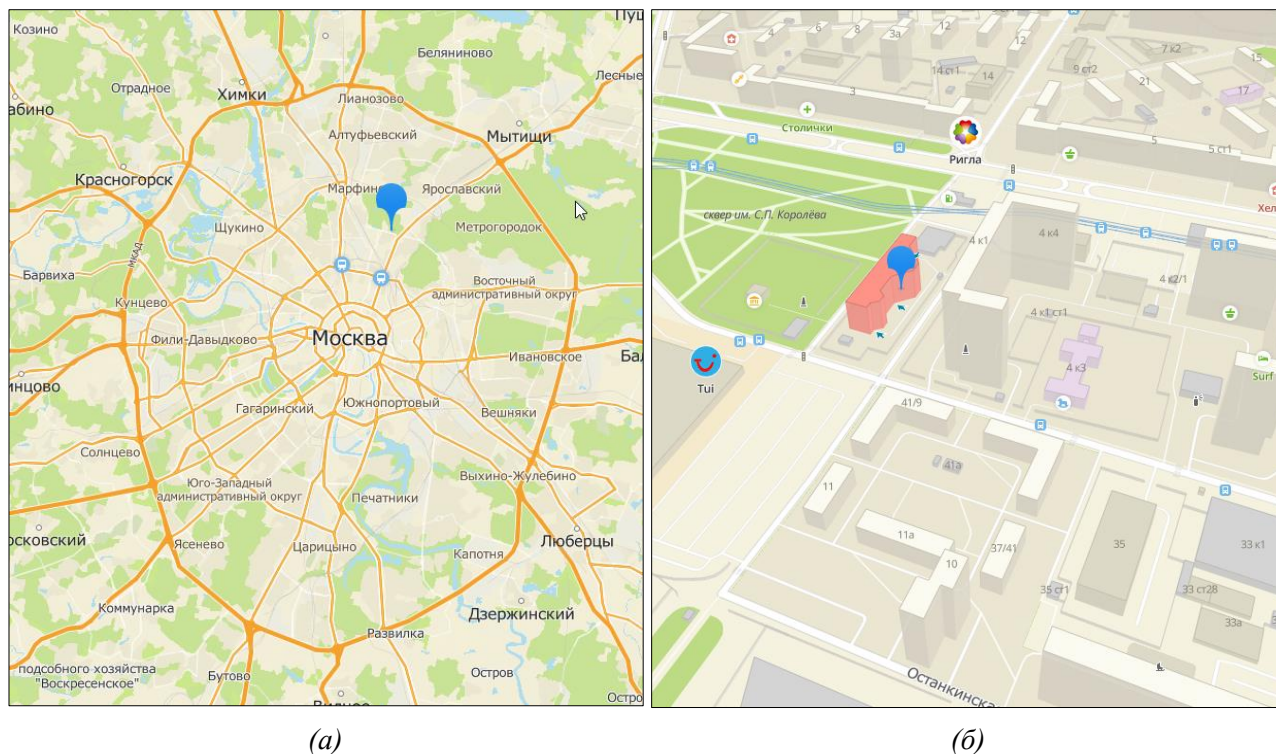 Козино
Пуш
Беляниново
абино
Отрадное
Химки
Лесные
Лианозово
Алтуфьевский
Мытищи
Красногорск
Марфин
Ярославский
Щукино
Метрогородок
МКАД
Барвиха
Восточный
административный округ
Кунцево
Москва
Фили-Давыдково
Ивановское
Бал
инцово
Южнопортовый
Гагаринский
Вешняки
Солнцево
Выхино-Жулебино
Юго-Западный
административный округ
Печатники
осковский
Люберцы
Ясенево
Царицыно
Капотня
Коммунарка
Дзержинский
Развилка
подсобного хозяйства
"Воскресенское"
Бутово
Остров
Остро
Видное
(а)
4
6
8
3а
12
12
7 к2
15
14 ст1
14
9 ст2
21
17
3
Столички
5
5 ст1
Ригла
Хел
сквер им. С.П. Королёва
4 к1
4 к4
4 к2/1
4 к1 ст1
4 к3
Surf
Tui
41/9
41а
11
11а
37/41
35
33 к1
10
35 ст1
33 ст28
33а
Останкинска
(б)